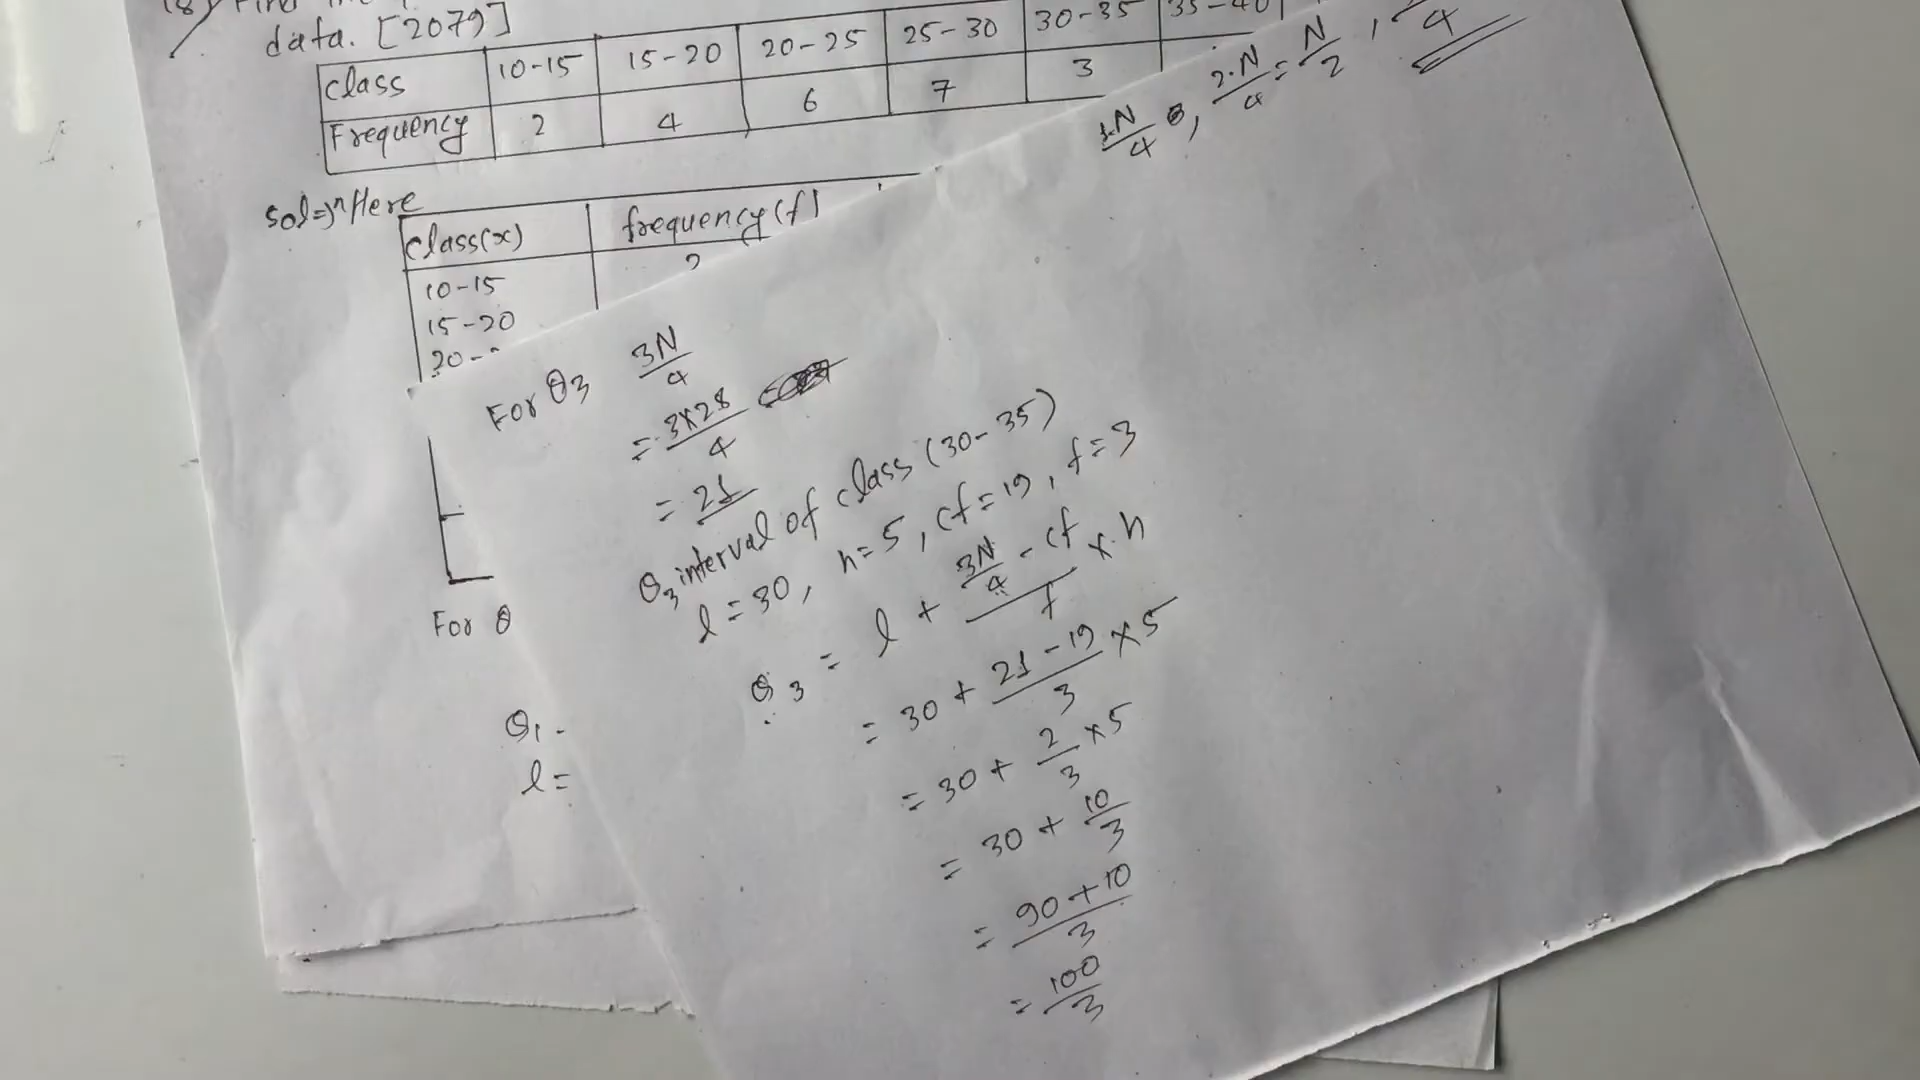 data. [2079]
class 10-15 15-20 20-25 25-30 30-35 35-40
Frequency 2 4 6 7 3
1.N/4, 2.N/4 = N/2,
Sol=)ⁿ Here
class(x) frequency(f)
10-15 2
15-20
20-
For Q3 3N/4
= 3×28/4
= 21
Q3 interval of class (30-35)
l = 30, h = 5, cf = 19, f = 3
For Q
Q3 = l + (3N/4 - cf)/f × h
Q1
= 30 + (21-19)/3 × 5
l =
= 30 + 2/3 × 5
= 30 + 10/3
= (90+10)/3
= 100/3